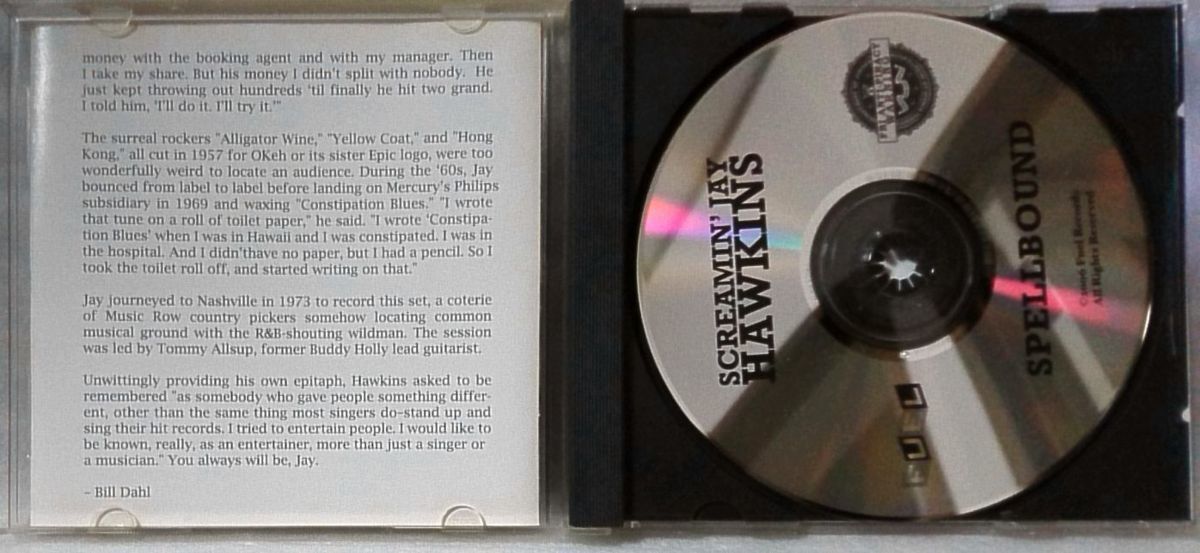 money with the booking agent and with my manager. Then
I take my share. But his money I didn't split with nobody. He
just kept throwing out hundreds 'til finally he hit two grand.
I told him, 'I'll do it. I'll try it.'"
The surreal rockers "Alligator Wine," "Yellow Coat," and "Hong
Kong," all cut in 1957 for OKeh or its sister Epic logo, were too
wonderfully weird to locate an audience. During the '60s, Jay
bounced from label to label before landing on Mercury's Philips
subsidiary in 1969 and waxing "Constipation Blues." "I wrote
that tune on a roll of toilet paper," he said. "I wrote 'Constipa-
tion Blues' when I was in Hawaii and I was constipated. I was in
the hospital. And I didn'thave no paper, but I had a pencil. So I
took the toilet roll off, and started writing on that."
Jay journeyed to Nashville in 1973 to record this set, a coterie
of Music Row country pickers somehow locating common
musical ground with the R&B-shouting wildman. The session
was led by Tommy Allsup, former Buddy Holly lead guitarist.
Unwittingly providing his own epitaph, Hawkins asked to be
remembered "as somebody who gave people something differ-
ent, other than the same thing most singers do–stand up and
sing their hit records. I tried to entertain people. I would like to
be known, really, as an entertainer, more than just a singer or
a musician." You always will be, Jay.
– Bill Dahl
SCREAMIN' JAY
HAWKINS
FUEL
SPELLBOUND
Fuel Records
All Rights Reserved